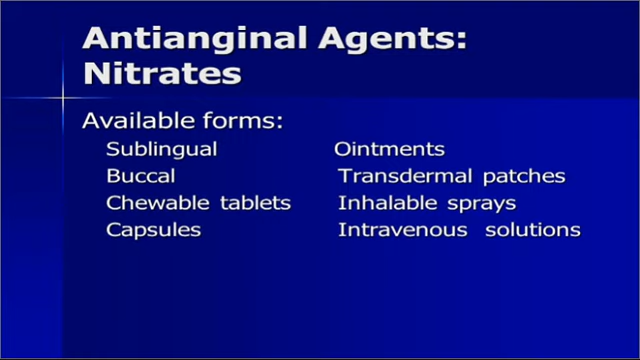 Antianginal Agents:
Nitrates
Available forms:
Sublingual Ointments
Buccal Transdermal patches
Chewable tablets Inhalable sprays
Capsules Intravenous solutions